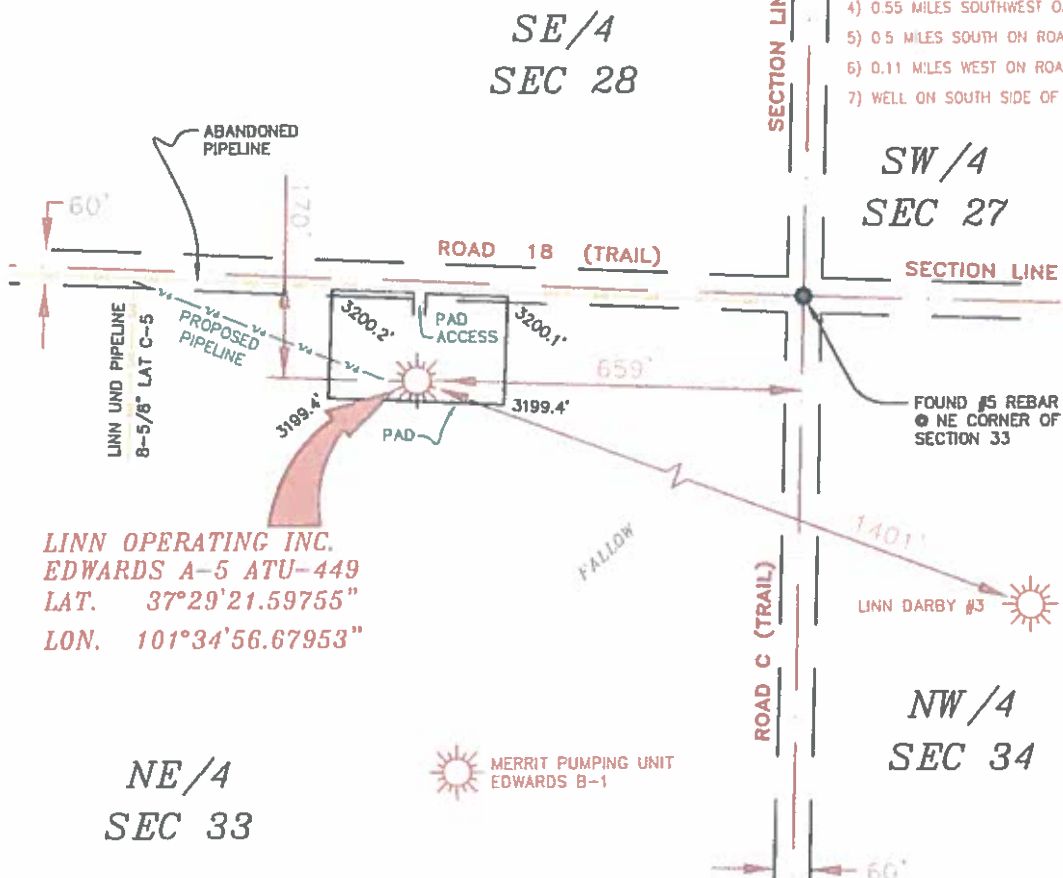 SE/4
SEC 28
SECTION LIN
4) 0.55 MILES SOUTHWEST O
5) 0.5 MILES SOUTH ON ROA
6) 0.11 MILES WEST ON ROA
7) WELL ON SOUTH SIDE OF
SW/4
SEC 27
ABANDONED
PIPELINE
60'
170'
ROAD 18 (TRAIL)
SECTION LINE
LINN UND PIPELINE
8-5/8" LAT C-5
PROPOSED
PIPELINE
3200.2'
PAD
ACCESS
3200.1'
659'
3199.4'
PAD
3199.4'
FOUND #5 REBAR
@ NE CORNER OF
SECTION 33
LINN OPERATING INC.
EDWARDS A-5 ATU-449
LAT. 37°29'21.59755"
LON. 101°34'56.67953"
FALLOW
1401'
LINN DARBY #3
ROAD C (TRAIL)
NW/4
SEC 34
NE/4
SEC 33
MERRIT PUMPING UNIT
EDWARDS B-1
60'